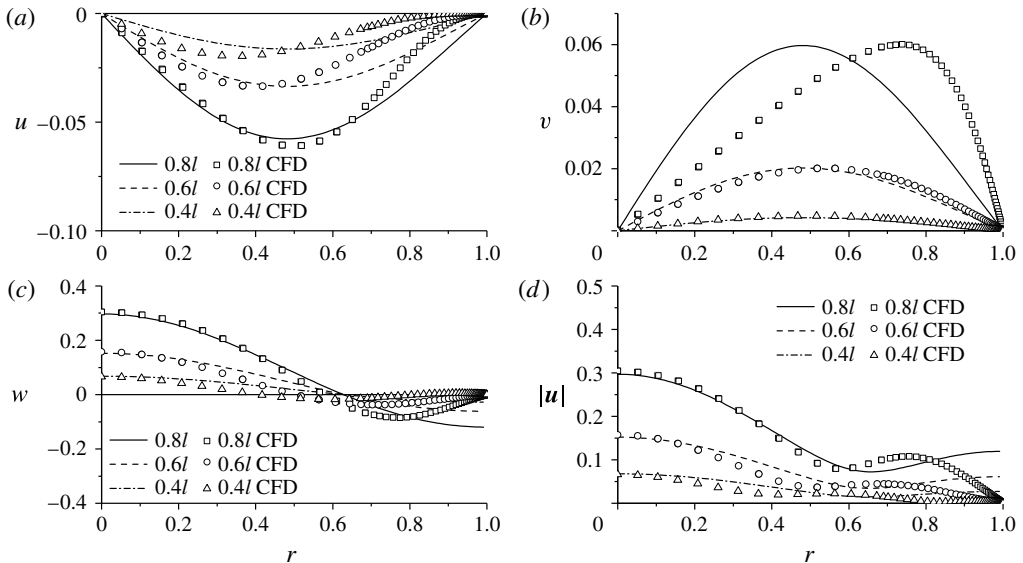 (a)
0
−0.05
−0.10
u
0.8l 0.8l CFD
0.6l 0.6l CFD
0.4l 0.4l CFD
0 0.2 0.4 0.6 0.8 1.0
(b)
0.06
0.04
0.02
0
v
0 0.2 0.4 0.6 0.8 1.0
(c)
0.4
0.2
0
−0.2
−0.4
w
0.8l 0.8l CFD
0.6l 0.6l CFD
0.4l 0.4l CFD
0 0.2 0.4 0.6 0.8 1.0
r
(d)
0.5
0.4
0.3
0.2
0.1
0
|u|
0.8l 0.8l CFD
0.6l 0.6l CFD
0.4l 0.4l CFD
0 0.2 0.4 0.6 0.8 1.0
r